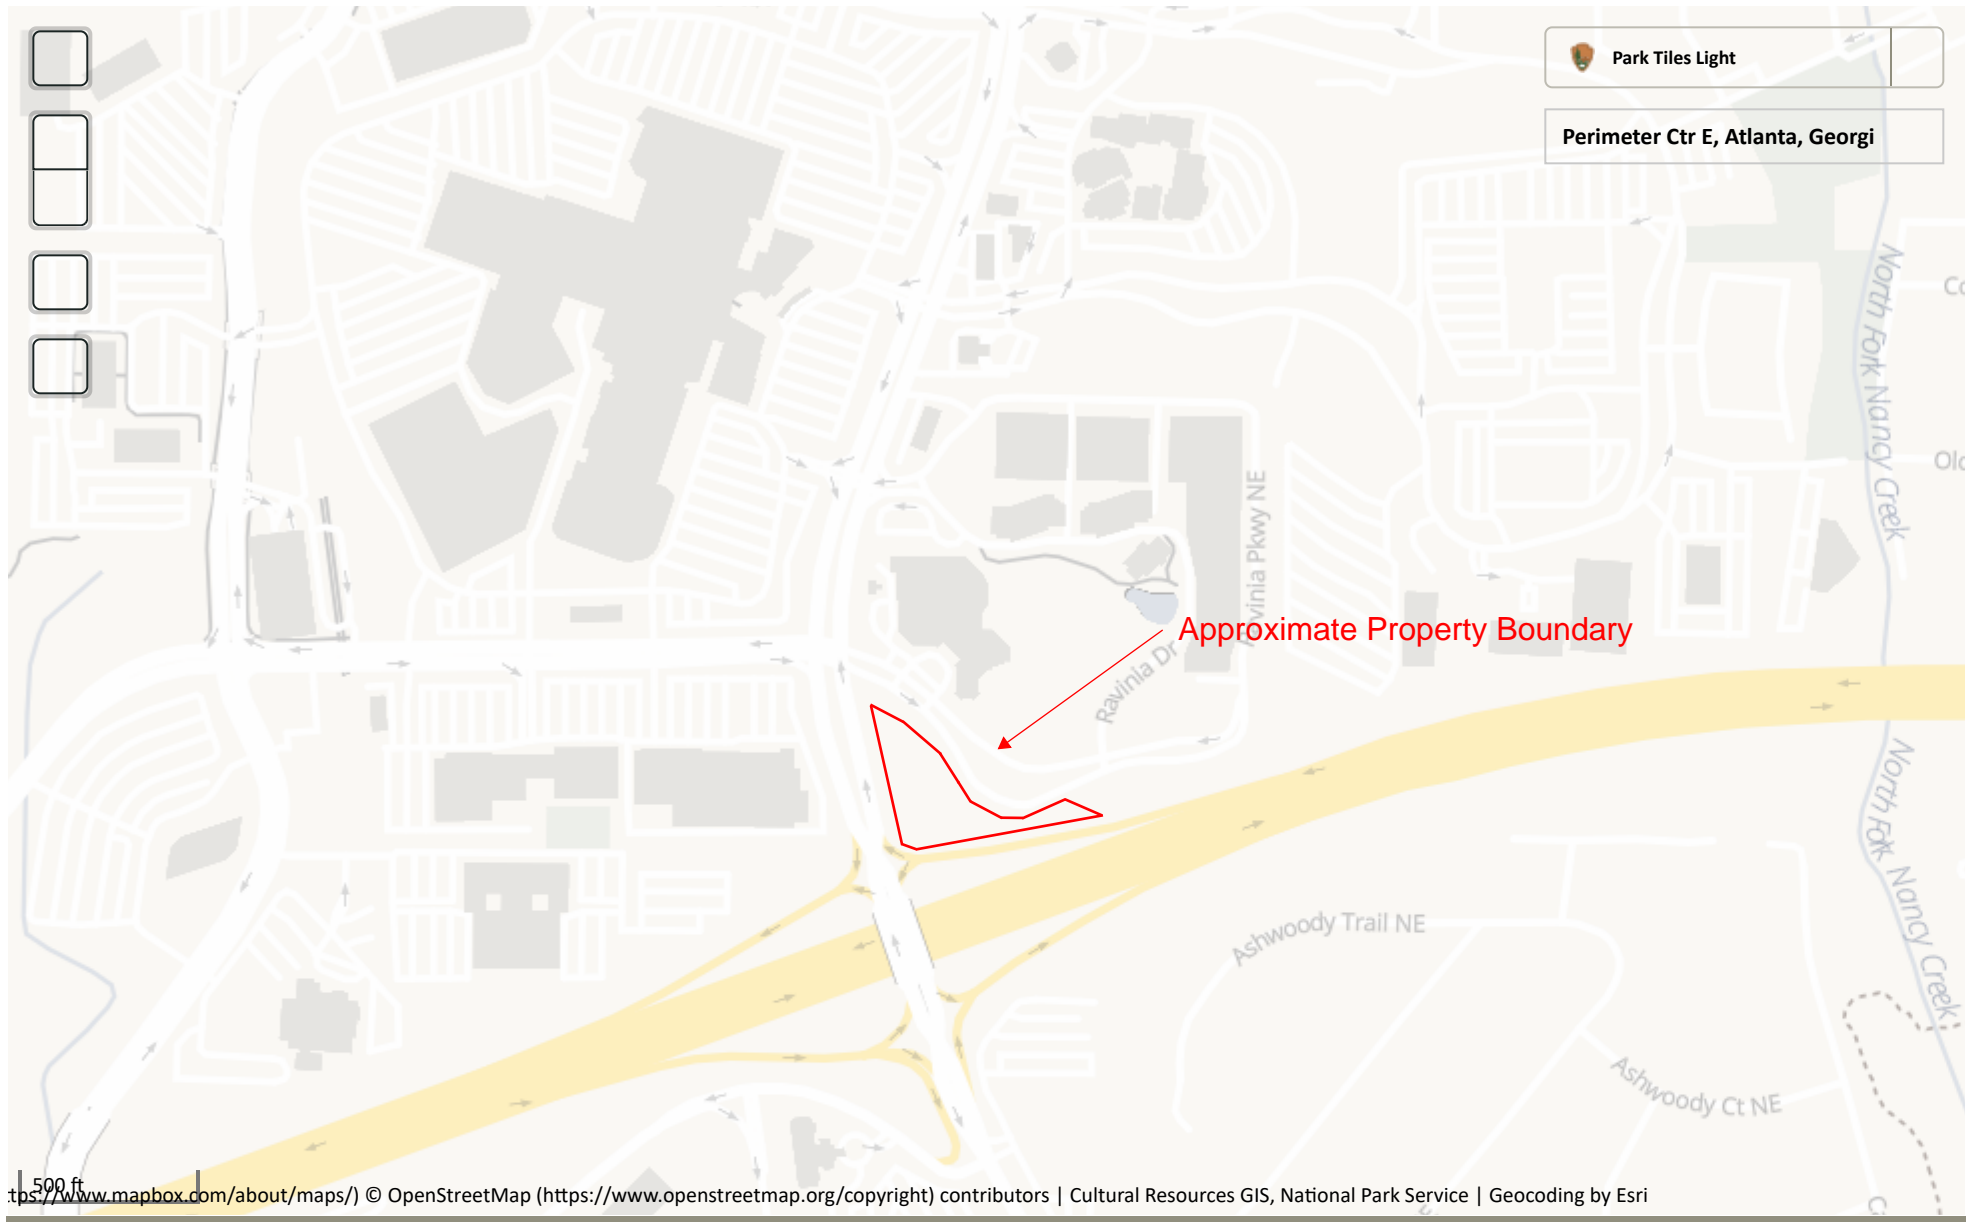 Park Tiles Light
Perimeter Ctr E, Atlanta, Georgi
North Fork Nancy Creek
Ravinia Pkwy NE
Approximate Property Boundary
Ravinia Dr
North Fork Nancy Creek
Ashwoody Trail NE
Ashwoody Ct NE
500 ft
tps://www.mapbox.com/about/maps/) © OpenStreetMap (https://www.openstreetmap.org/copyright) contributors | Cultural Resources GIS, National Park Service | Geocoding by Esri